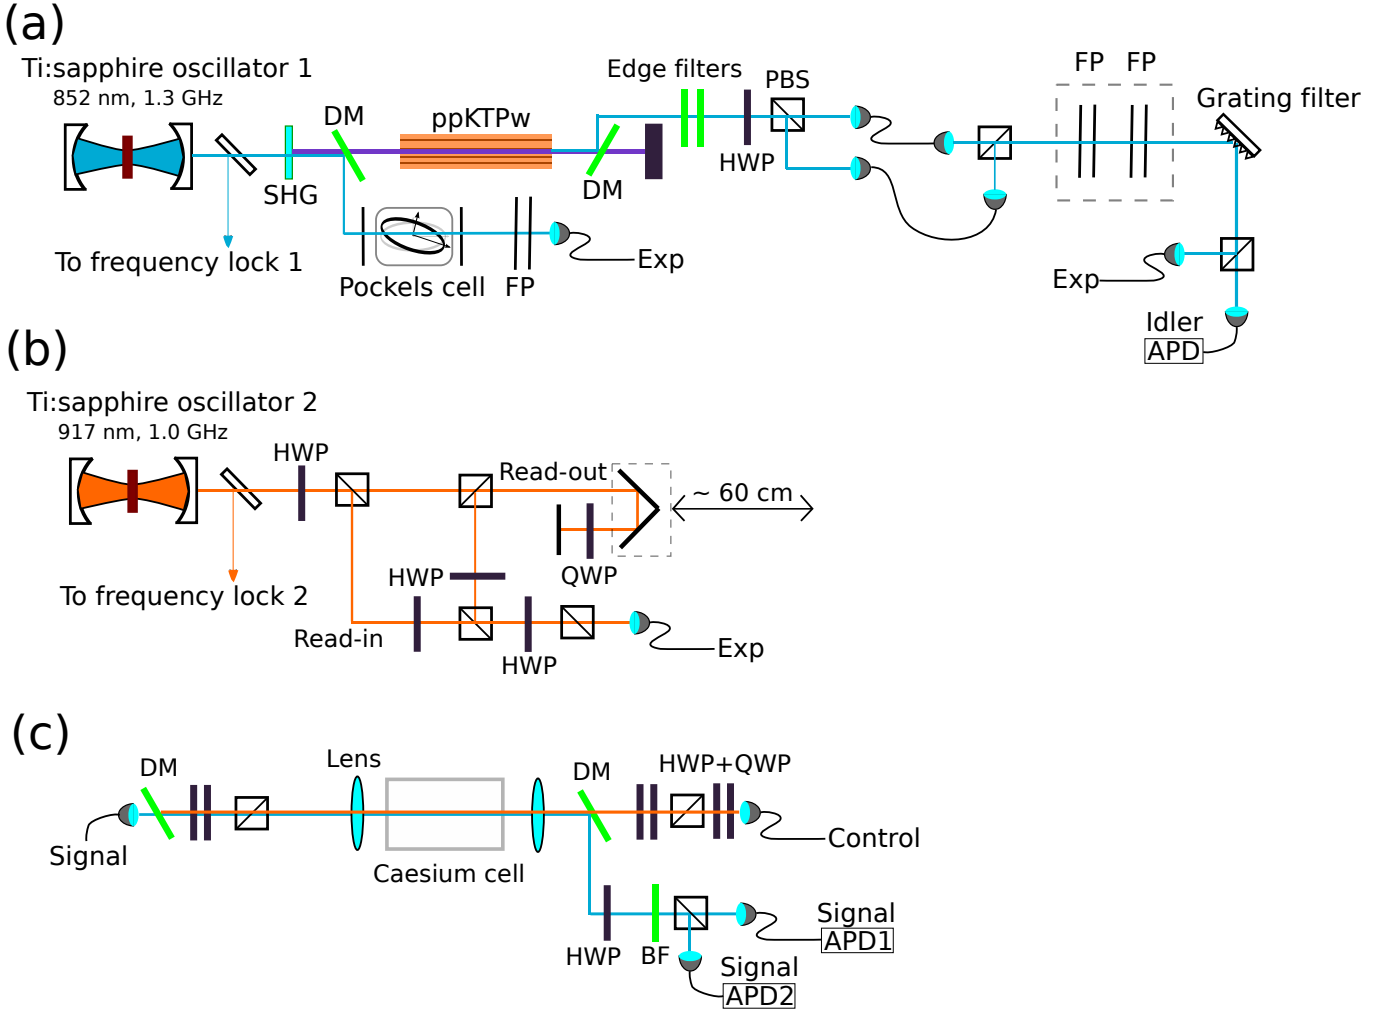 (a)
Ti:sapphire oscillator 1
852 nm, 1.3 GHz
DM
ppKTPw
Edge filters
PBS
FP FP
Grating filter
SHG
DM
HWP
To frequency lock 1
Pockels cell
FP
Exp
Exp
Idler
APD
(b)
Ti:sapphire oscillator 2
917 nm, 1.0 GHz
HWP
Read-out
~ 60 cm
QWP
HWP
To frequency lock 2
Read-in
HWP
Exp
(c)
DM
Lens
DM
HWP+QWP
Signal
Caesium cell
Control
HWP
BF
Signal
APD1
Signal
APD2